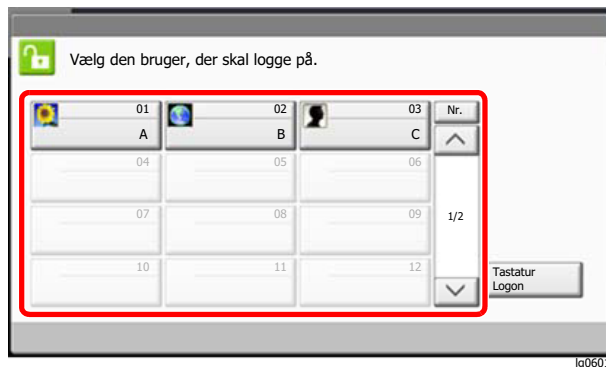 Vælg den bruger, der skal logge på.
01 02 03 Nr.
A B C
04 05 06
07 08 09 1/2
10 11 12
Tastatur
Logon